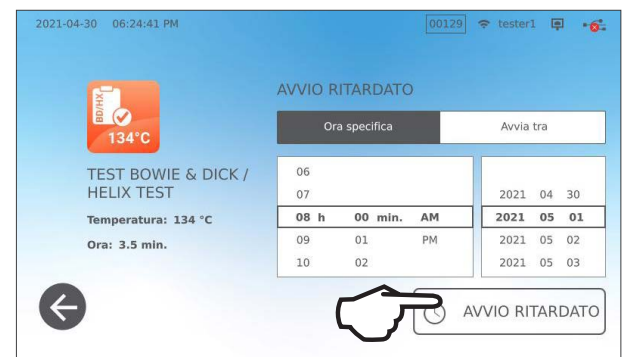 2021-04-30 06:24:41 PM 00129 tester1
BD/HX
134°C
TEST BOWIE & DICK /
HELIX TEST
Temperatura: 134 °C
Ora: 3.5 min.
AVVIO RITARDATO
Ora specifica Avvia tra
06
07 2021 04 30
08 h 00 min. AM 2021 05 01
09 01 PM 2021 05 02
10 02 2021 05 03
AVVIO RITARDATO